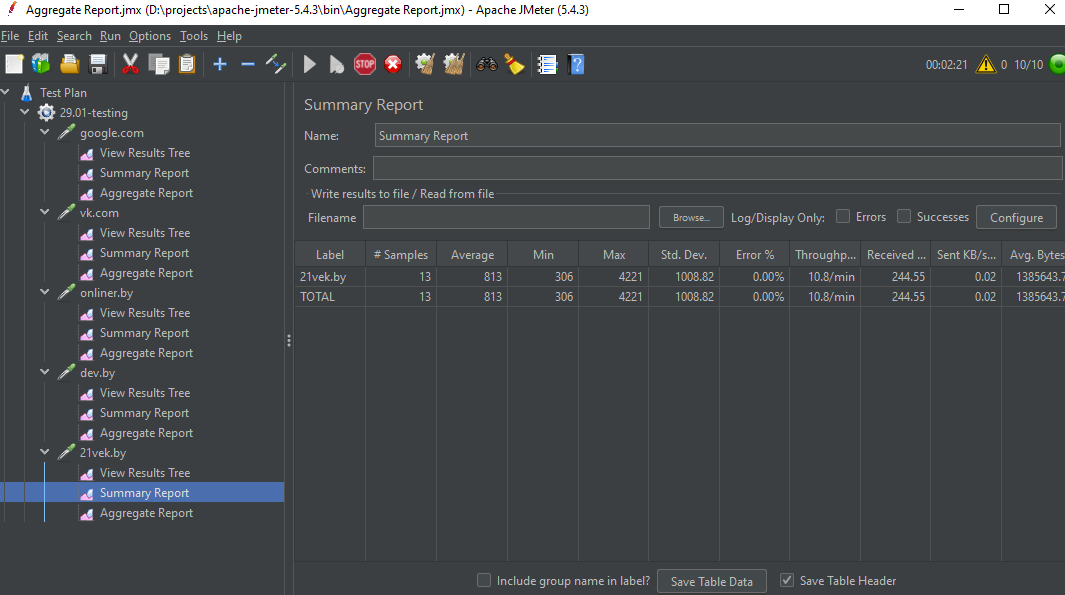 Aggregate Report.jmx (D:\projects\apache-jmeter-5.4.3\bin\Aggregate Report.jmx) - Apache JMeter (5.4.3)
File Edit Search Run Options Tools Help
STOP
00:02:21 0 10/10
Test Plan
29.01-testing
google.com
View Results Tree
Summary Report
Aggregate Report
vk.com
View Results Tree
Summary Report
Aggregate Report
onliner.by
View Results Tree
Summary Report
Aggregate Report
dev.by
View Results Tree
Summary Report
Aggregate Report
21vek.by
View Results Tree
Summary Report
Aggregate Report
Summary Report
Name: Summary Report
Comments:
Write results to file / Read from file
Filename Browse... Log/Display Only: Errors Successes Configure
Label # Samples Average Min Max Std. Dev. Error % Throughp... Received ... Sent KB/s... Avg. Bytes
21vek.by 13 813 306 4221 1008.82 0.00% 10.8/min 244.55 0.02 1385643.7
TOTAL 13 813 306 4221 1008.82 0.00% 10.8/min 244.55 0.02 1385643.7
Include group name in label? Save Table Data Save Table Header